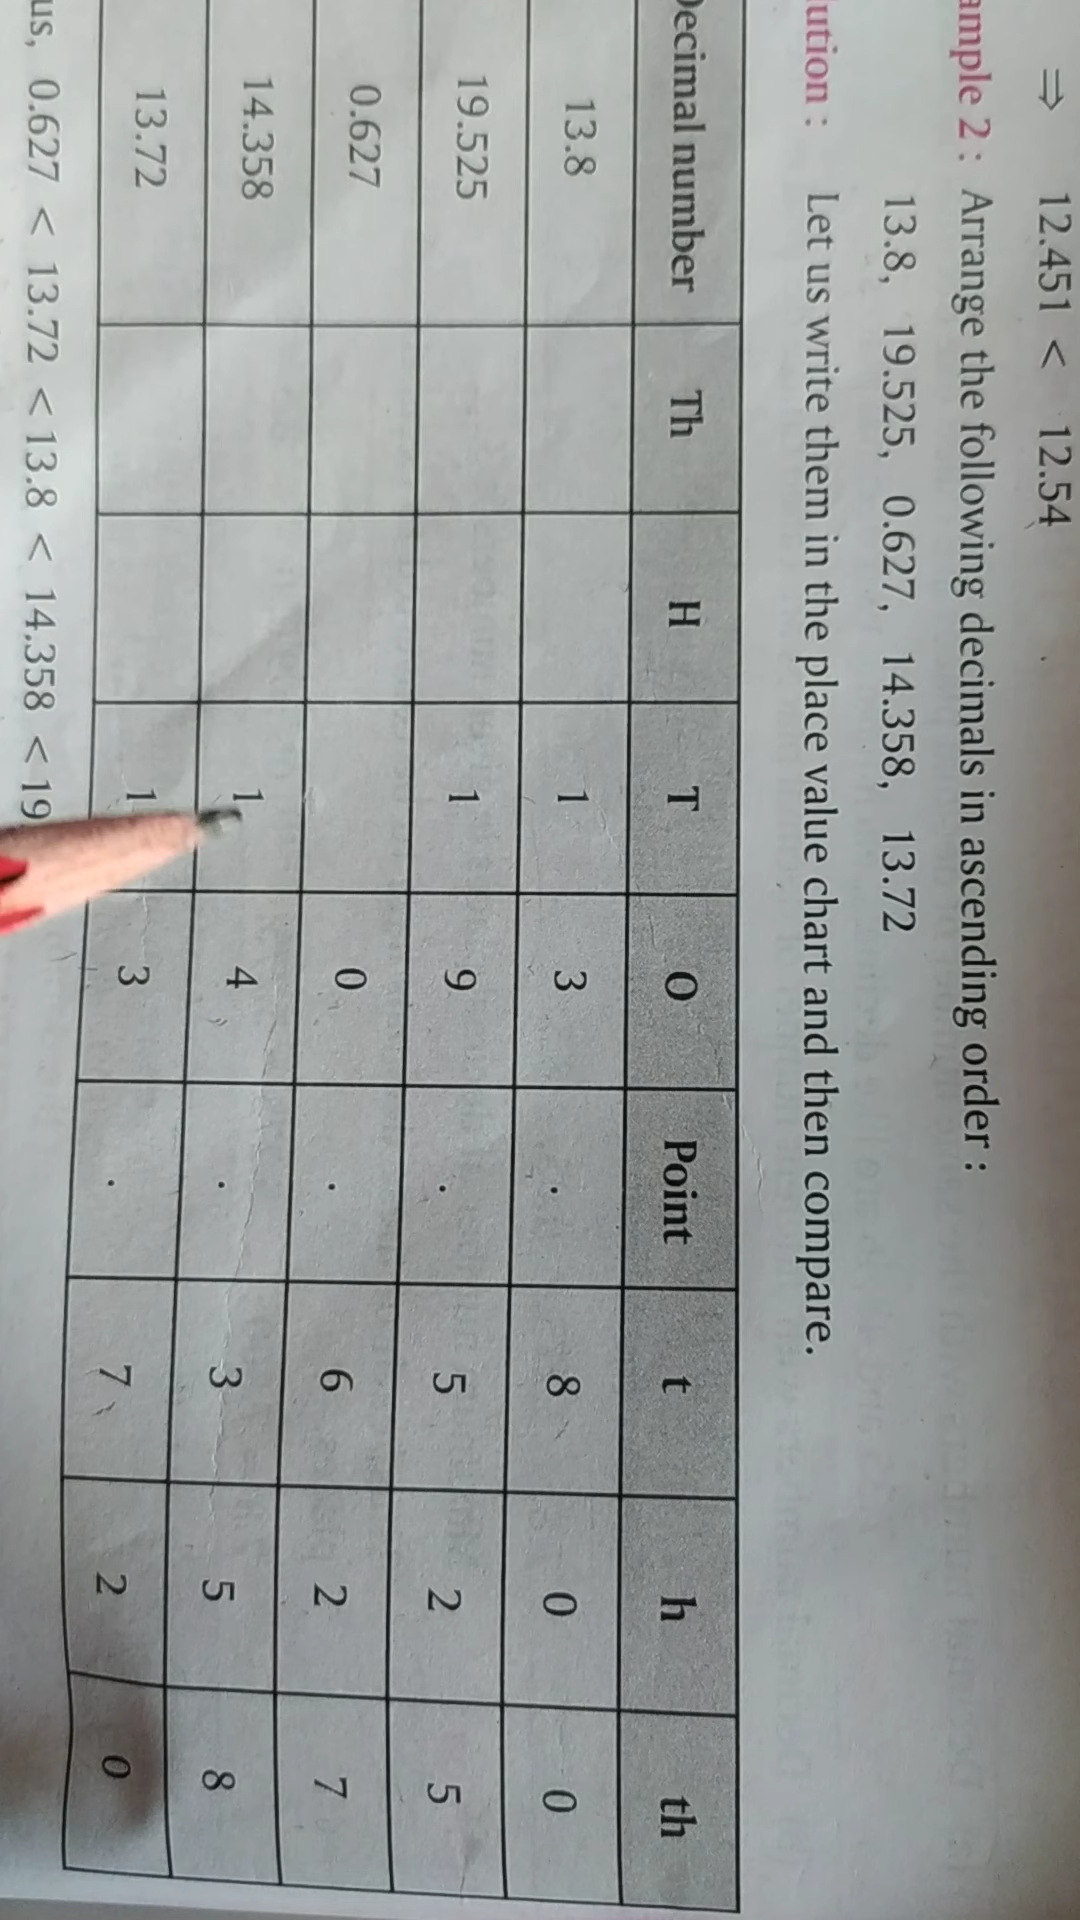 ⇒ 12.451 < 12.54
ample 2 : Arrange the following decimals in ascending order :
13.8, 19.525, 0.627, 14.358, 13.72
lution : Let us write them in the place value chart and then compare.
Decimal number Th H T O Point t h th
13.8 1 3 . 8 0 0
19.525 1 9 . 5 2 5
0.627 0 . 6 2 7
14.358 1 4 . 3 5 8
13.72 1 3 . 7 2 0
us, 0.627 < 13.72 < 13.8 < 14.358 < 19